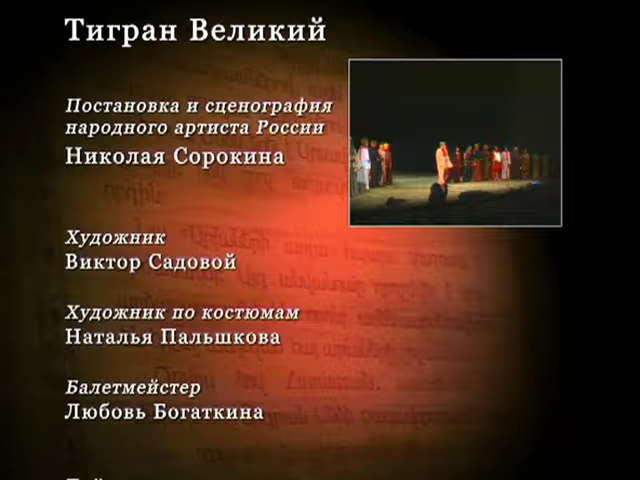 Тигран Великий
Постановка и сценография
народного артиста России
Николая Сорокина
Художник
Виктор Садовой
Художник по костюмам
Наталья Пальшкова
Балетмейстер
Любовь Богаткина